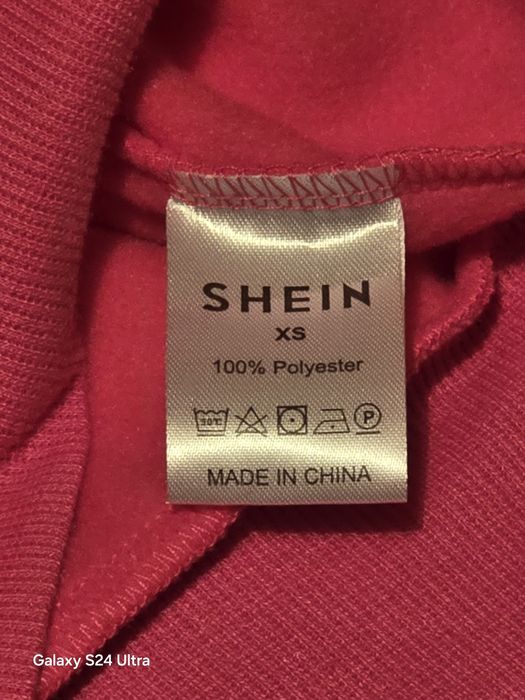 SHEIN
XS
100% Polyester
30°C P
MADE IN CHINA
Galaxy S24 Ultra